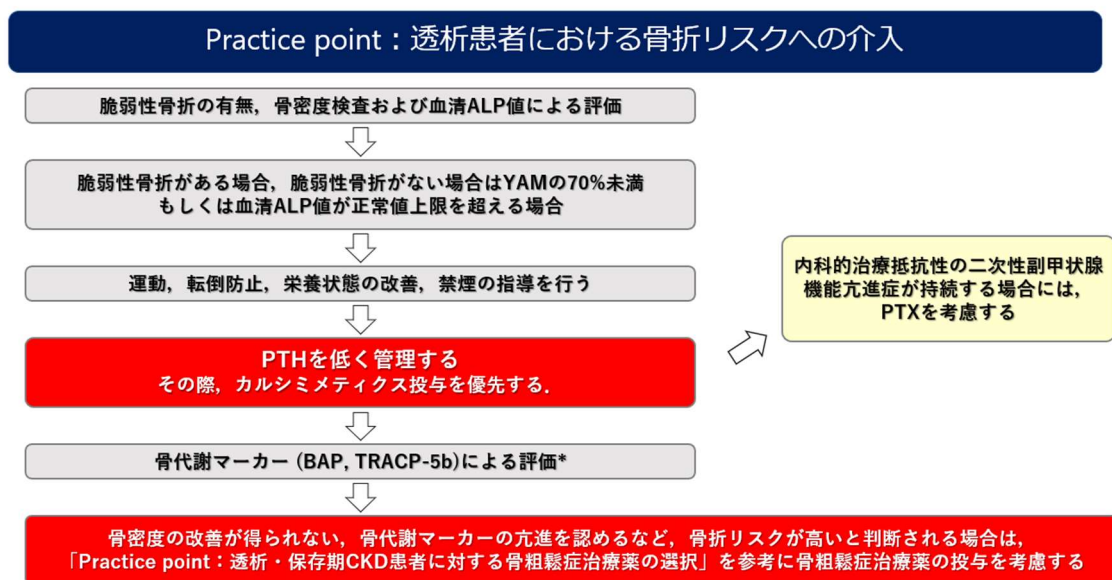 Practice point：透析患者における骨折リスクへの介入
脆弱性骨折の有無，骨密度検査および血清ALP値による評価
脆弱性骨折がある場合，脆弱性骨折がない場合はYAMの70%未満
もしくは血清ALP値が正常値上限を超える場合
運動，転倒防止，栄養状態の改善，禁煙の指導を行う
内科的治療抵抗性の二次性副甲状腺
機能亢進症が持続する場合には，
PTXを考慮する
PTHを低く管理する
その際，カルシミメティクス投与を優先する．
骨代謝マーカー (BAP, TRACP-5b)による評価*
骨密度の改善が得られない，骨代謝マーカーの亢進を認めるなど，骨折リスクが高いと判断される場合は，
「Practice point：透析・保存期CKD患者に対する骨粗鬆症治療薬の選択」を参考に骨粗鬆症治療薬の投与を考慮する